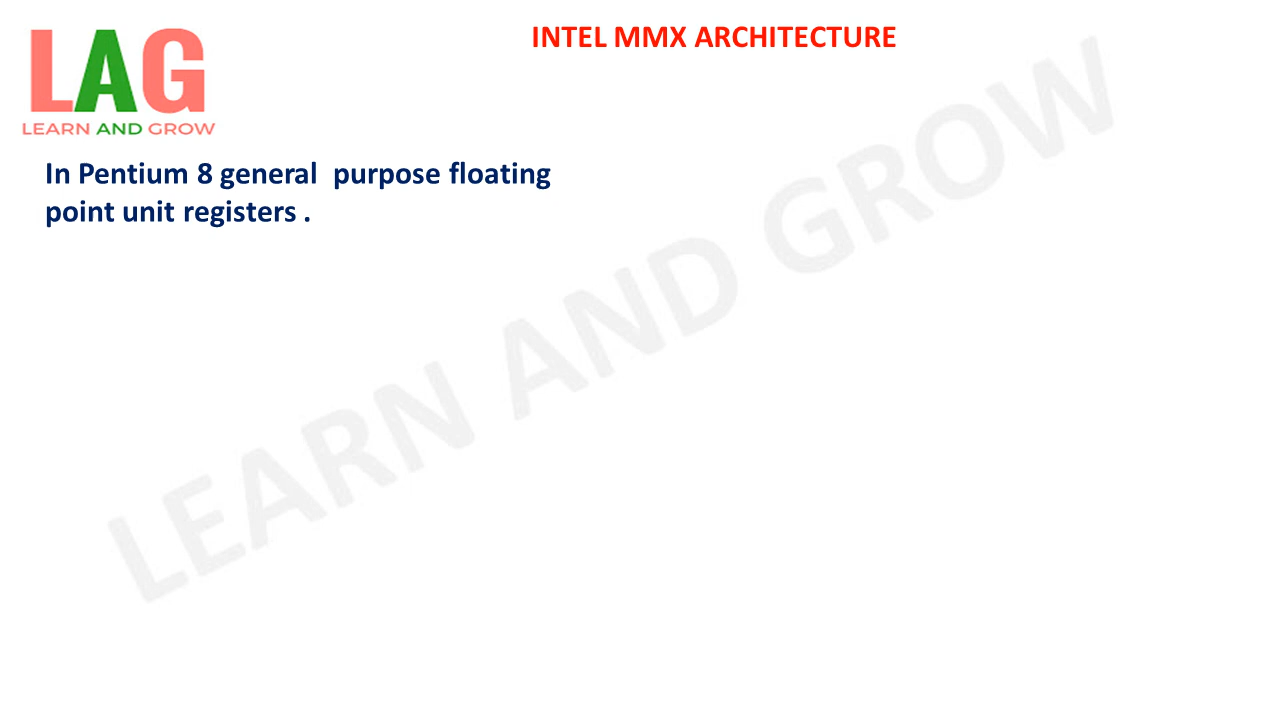 INTEL MMX ARCHITECTURE
LAG
LEARN AND GROW
In Pentium 8 general  purpose floating
point unit registers .
LEARN AND GROW